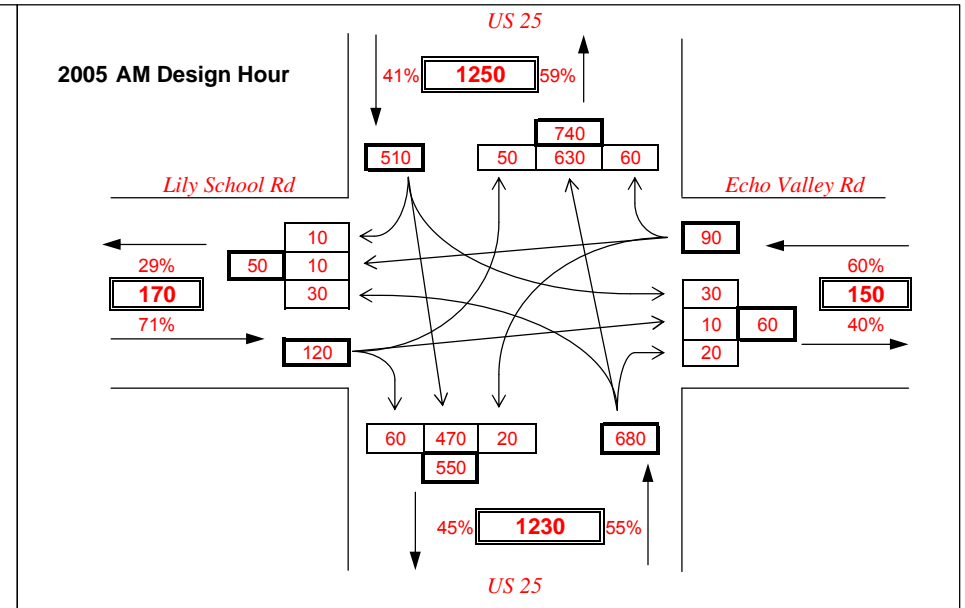 US 25
2005 AM Design Hour
41% 1250 59%
740
510 50 630 60
Lily School Rd Echo Valley Rd
10 90
29% 50 10 60%
170 30 30 150
71% 10 60 40%
120 20
60 470 20 680
550
45% 1230 55%
US 25